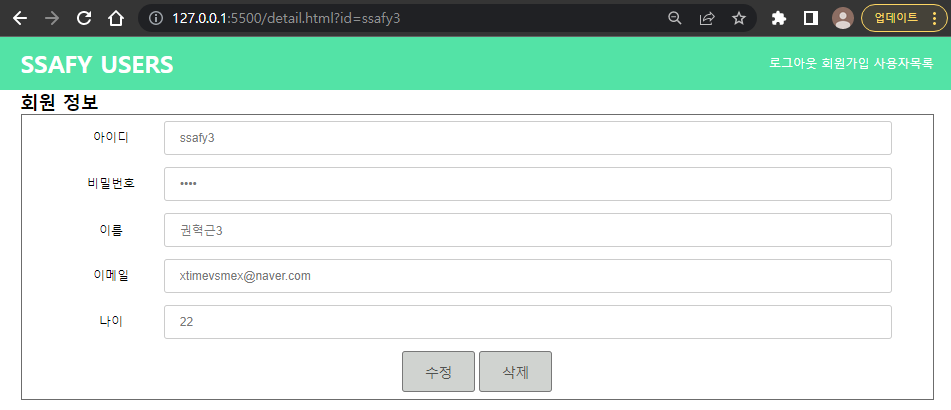 127.0.0.1:5500/detail.html?id=ssafy3
업데이트
SSAFY USERS
로그아웃 회원가입 사용자목록
회원 정보
아이디 ssafy3
비밀번호 ••••
이름 권혁근3
이메일 xtimevsmex@naver.com
나이 22
수정 삭제